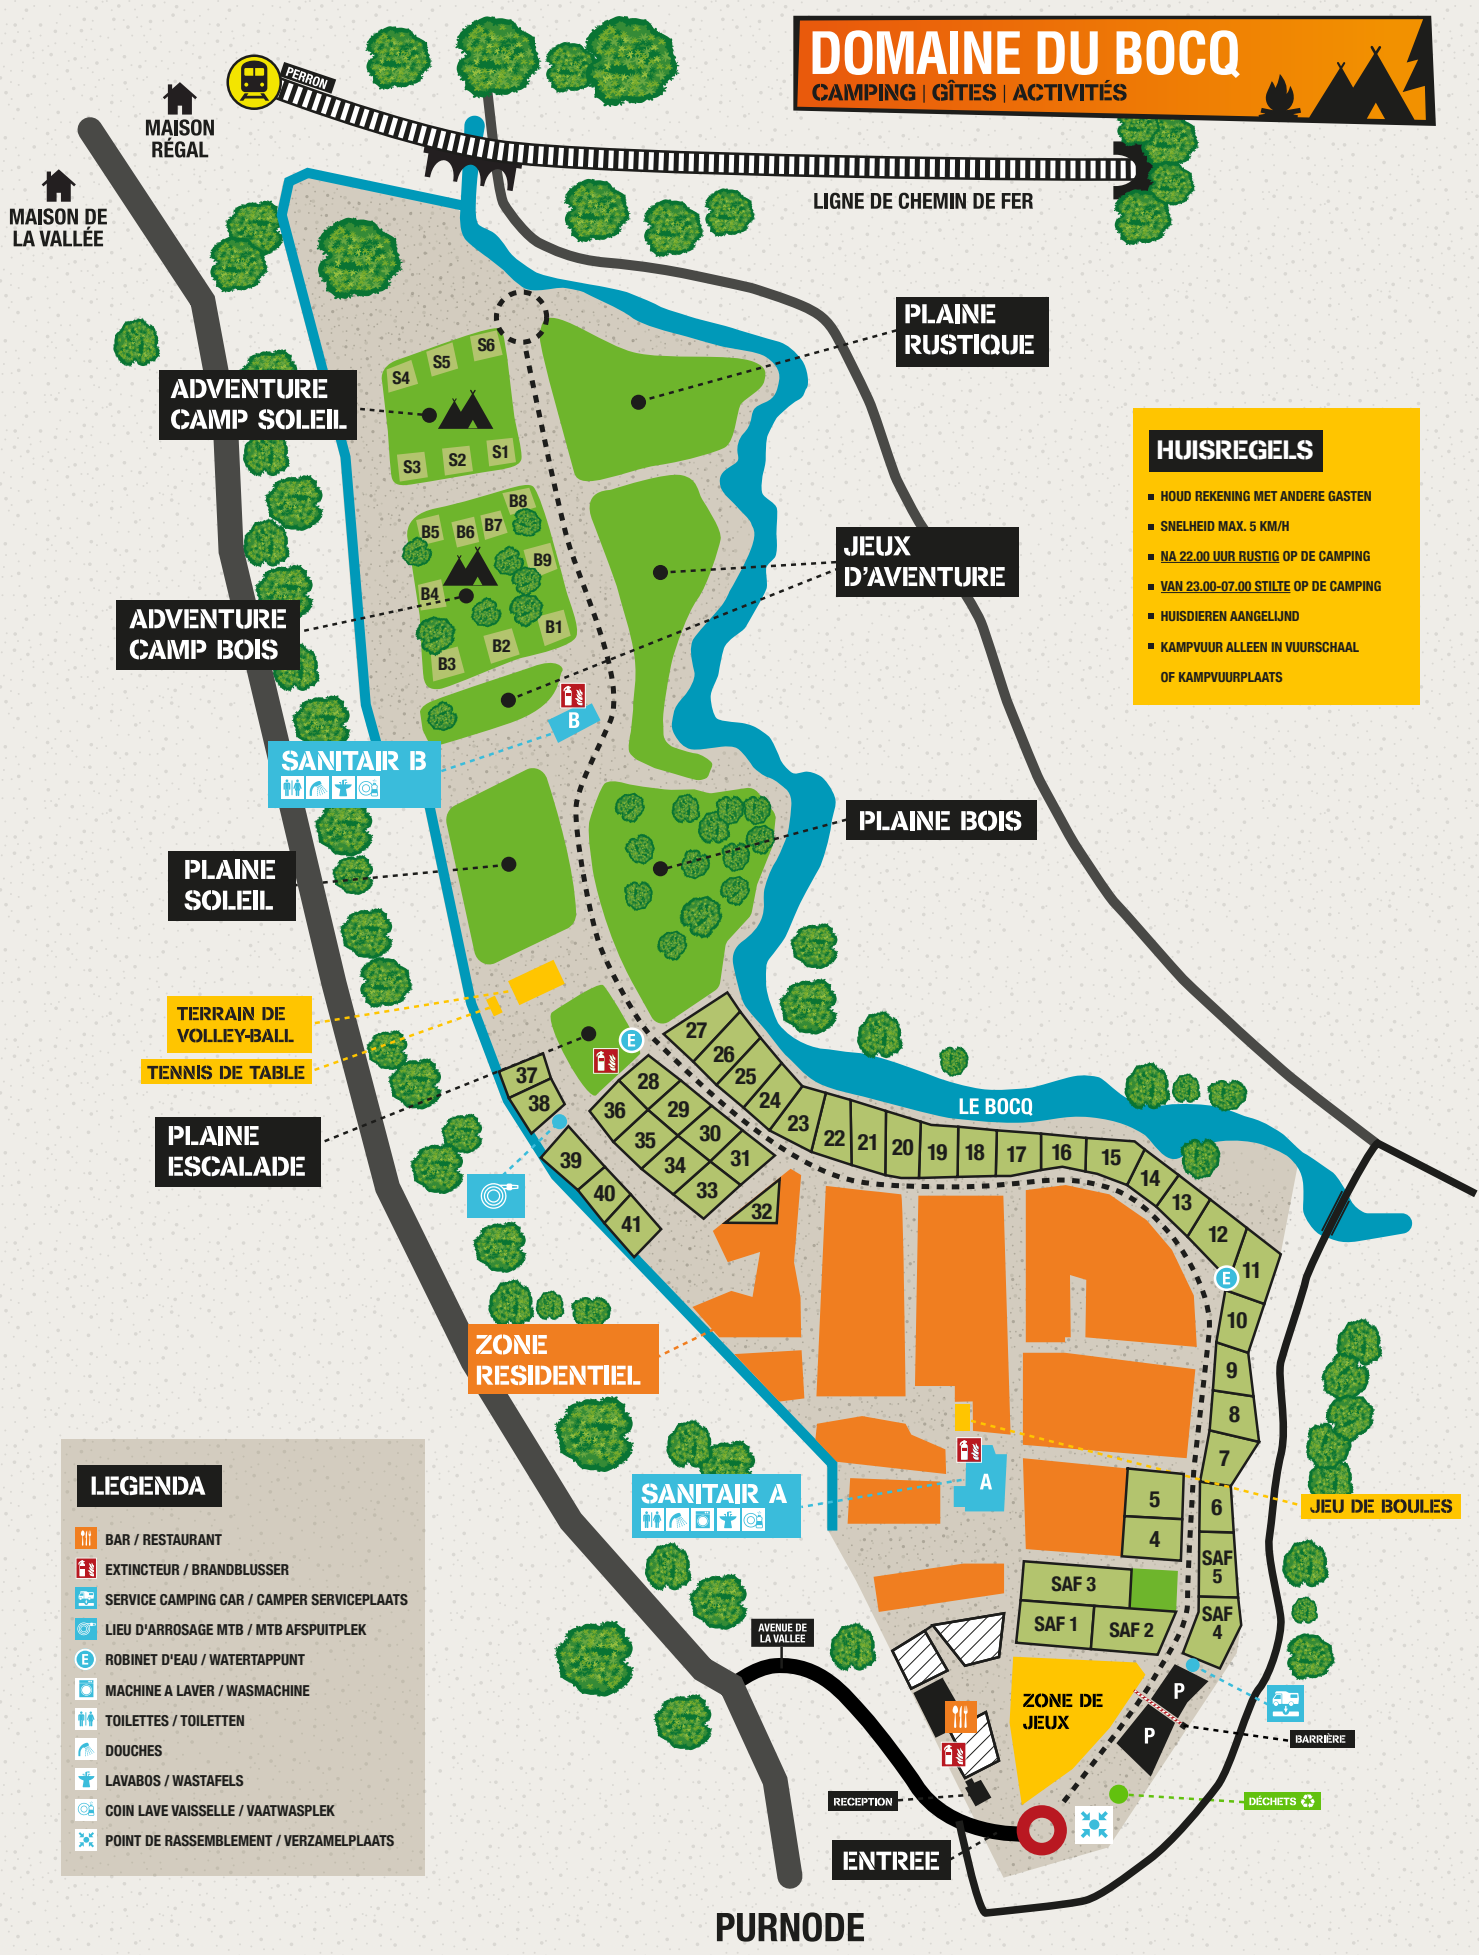 DOMAINE DU BOCQ
CAMPING | GÎTES | ACTIVITÉS
PERRON
MAISON
RÉGAL
MAISON DE
LA VALLÉE
LIGNE DE CHEMIN DE FER
PLAINE
RUSTIQUE
ADVENTURE
CAMP SOLEIL
S6
S5
S4
S3
S2
S1
HUISREGELS
HOUD REKENING MET ANDERE GASTEN
SNELHEID MAX. 5 KM/H
NA 22.00 UUR RUSTIG OP DE CAMPING
VAN 23.00-07.00 STILTE OP DE CAMPING
HUISDIEREN AANGELIJND
KAMPVUUR ALLEEN IN VUURSCHAAL
OF KAMPVUURPLAATS
B8
B7
B6
B5
B9
B4
B1
B2
B3
JEUX
D'AVENTURE
ADVENTURE
CAMP BOIS
B
SANITAIR B
PLAINE BOIS
PLAINE
SOLEIL
TERRAIN DE
VOLLEY-BALL
TENNIS DE TABLE
PLAINE
ESCALADE
E
27
26
25
24
23
22
21
20
19
18
17
16
15
14
13
12
11
E
10
9
8
7
6
37
38
39
40
41
28
29
30
31
36
35
34
33
32
LE BOCQ
ZONE
RESIDENTIEL
SANITAIR A
A
JEU DE BOULES
5
4
SAF
5
SAF
4
SAF 3
SAF 1
SAF 2
LEGENDA
BAR / RESTAURANT
EXTINCTEUR / BRANDBLUSSER
SERVICE CAMPING CAR / CAMPER SERVICEPLAATS
LIEU D'ARROSAGE MTB / MTB AFSPUITPLEK
E
ROBINET D'EAU / WATERTAPPUNT
MACHINE A LAVER / WASMACHINE
TOILETTES / TOILETTEN
DOUCHES
LAVABOS / WASTAFELS
COIN LAVE VAISSELLE / VAATWASPLEK
POINT DE RASSEMBLEMENT / VERZAMELPLAATS
AVENUE DE
LA VALLEE
ZONE DE
JEUX
P
P
BARRIÈRE
RECEPTION
DÉCHETS
ENTREE
PURNODE